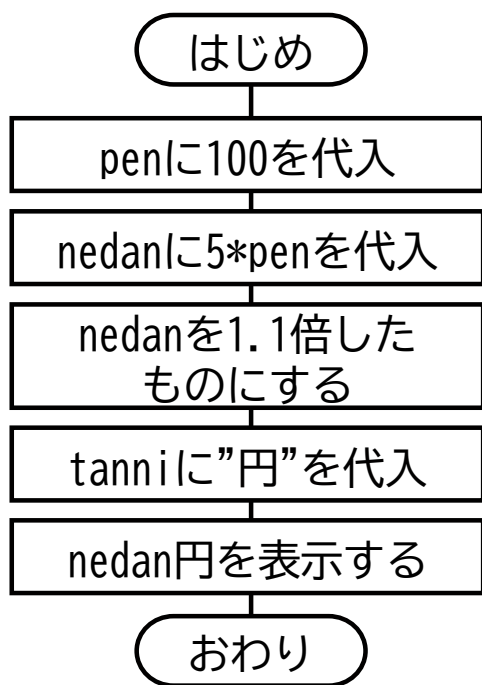 はじめ
penに100を代入
nedanに5*penを代入
nedanを1.1倍した
ものにする
tanniに”円”を代入
nedan円を表示する
おわり